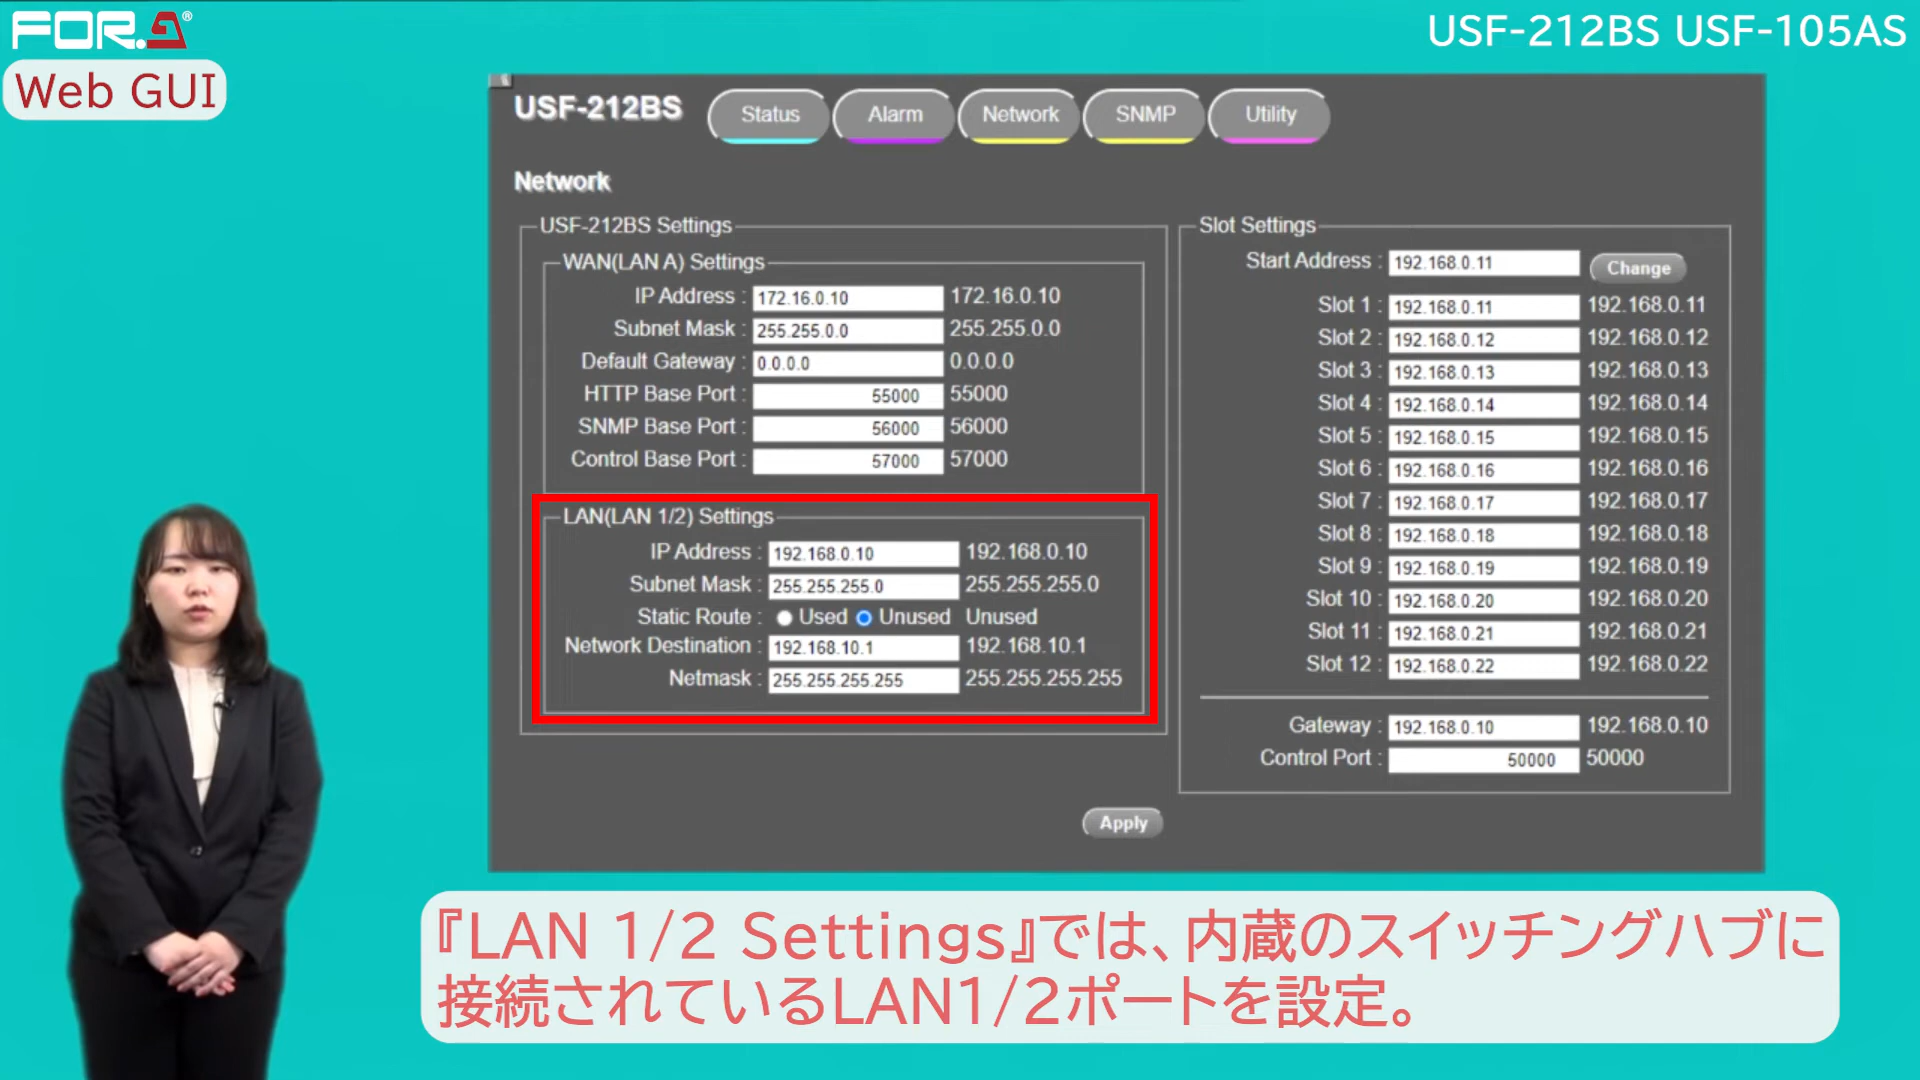 FOR.A®
USF-212BS USF-105AS
Web GUI
USF-212BS
Status
Alarm
Network
SNMP
Utility
Network
USF-212BS Settings
WAN(LAN A) Settings
IP Address : 172.16.0.10 172.16.0.10
Subnet Mask : 255.255.0.0 255.255.0.0
Default Gateway : 0.0.0.0 0.0.0.0
HTTP Base Port : 55000 55000
SNMP Base Port : 56000 56000
Control Base Port : 57000 57000
LAN(LAN 1/2) Settings
IP Address : 192.168.0.10 192.168.0.10
Subnet Mask : 255.255.255.0 255.255.255.0
Static Route : Used Unused Unused
Network Destination : 192.168.10.1 192.168.10.1
Netmask : 255.255.255.255 255.255.255.255
Slot Settings
Start Address : 192.168.0.11 Change
Slot 1 : 192.168.0.11 192.168.0.11
Slot 2 : 192.168.0.12 192.168.0.12
Slot 3 : 192.168.0.13 192.168.0.13
Slot 4 : 192.168.0.14 192.168.0.14
Slot 5 : 192.168.0.15 192.168.0.15
Slot 6 : 192.168.0.16 192.168.0.16
Slot 7 : 192.168.0.17 192.168.0.17
Slot 8 : 192.168.0.18 192.168.0.18
Slot 9 : 192.168.0.19 192.168.0.19
Slot 10 : 192.168.0.20 192.168.0.20
Slot 11 : 192.168.0.21 192.168.0.21
Slot 12 : 192.168.0.22 192.168.0.22
Gateway : 192.168.0.10 192.168.0.10
Control Port : 50000 50000
Apply
『LAN 1/2 Settings』では、内蔵のスイッチングハブに
接続されているLAN1/2ポートを設定。